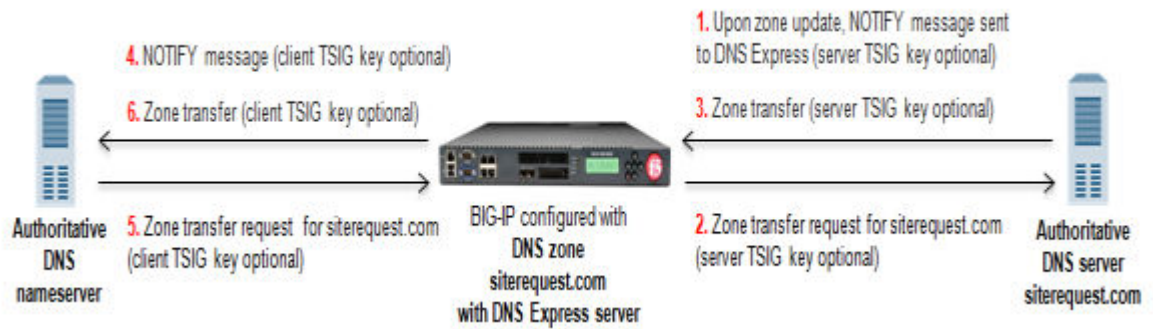 1. Upon zone update, NOTIFY message sent
to DNS Express (server TSIG key optional)
4. NOTIFY message (client TSIG key optional)
6. Zone transfer (client TSIG key optional)
3. Zone transfer (server TSIG key optional)
f5
Authoritative
DNS
nameserver
5. Zone transfer request for siterequest.com
(client TSIG key optional)
BIG-IP configured with
DNS zone
siterequest.com
with DNS Express server
2. Zone transfer request for siterequest.com
(server TSIG key optional)
Authoritative
DNS server
siterequest.com